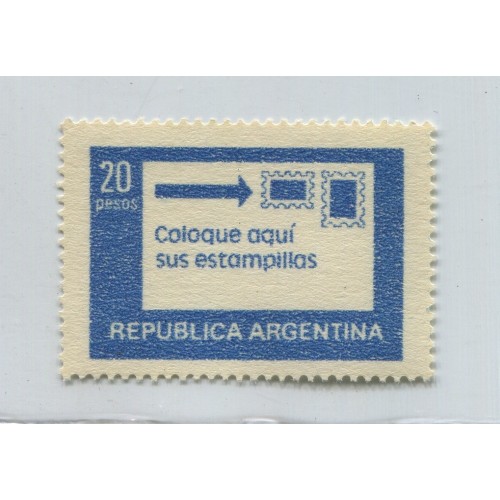 20
pesos
Coloque aquí
sus estampillas
REPUBLICA ARGENTINA